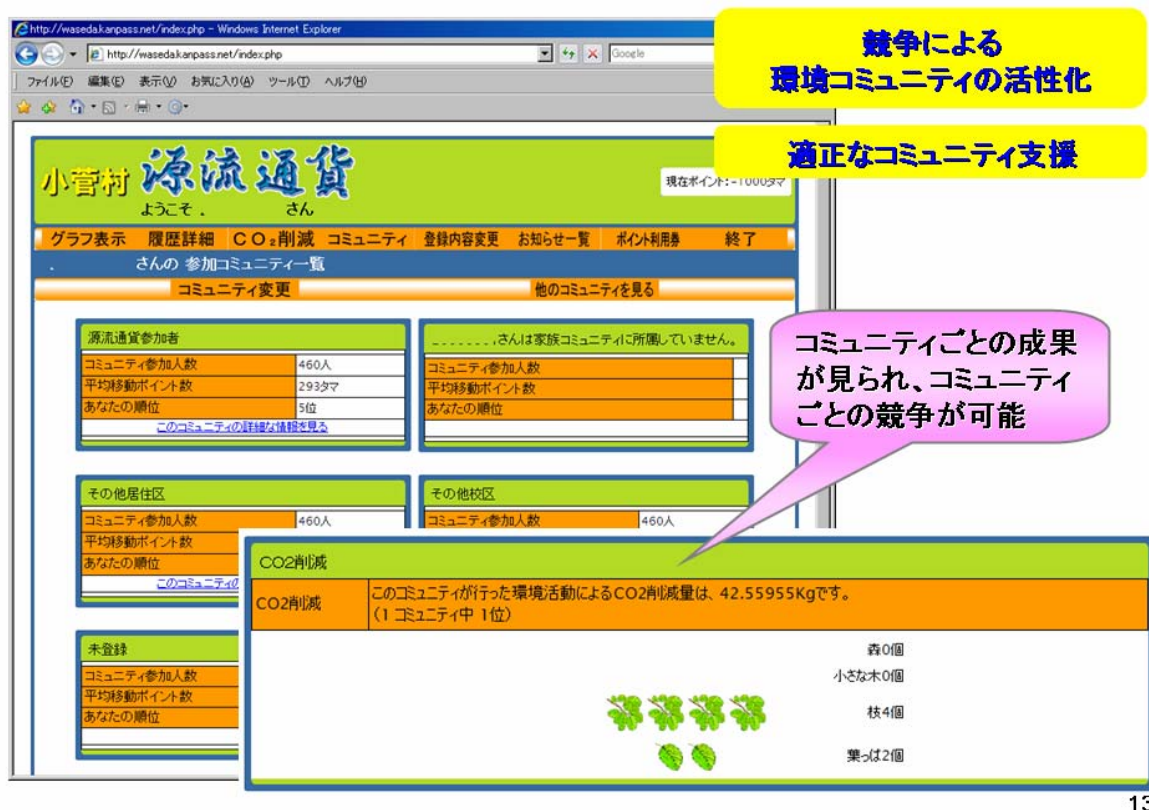 http://waseda.kanpass.net/index.php - Windows Internet Explorer
http://waseda.kanpass.net/index.php
Google
ファイル(F) 編集(E) 表示(V) お気に入り(A) ツール(T) ヘルプ(H)
競争による
環境コミュニティの活性化
適正なコミュニティ支援
小菅村 源流通貨
現在ポイント:-1000タマ
ようこそ . さん
グラフ表示 履歴詳細 CO₂削減 コミュニティ 登録内容変更 お知らせ一覧 ポイント利用券 終了
. さんの 参加コミュニティ一覧
コミュニティ変更 他のコミュニティを見る
源流通貨参加者
コミュニティ参加人数 460人
平均移動ポイント数 293タマ
あなたの順位 5位
このコミュニティの詳細な情報を見る
.........さんは家族コミュニティに所属していません。
コミュニティ参加人数
平均移動ポイント数
あなたの順位
コミュニティごとの成果
が見られ、コミュニティ
ごとの競争が可能
その他居住区
コミュニティ参加人数 460人
平均移動ポイント数
あなたの順位
このコミュニティの
その他校区
コミュニティ参加人数 460人
未登録
コミュニティ参加人数
平均移動ポイント数
あなたの順位
CO2削減
CO2削減
このコミュニティが行った環境活動によるCO2削減量は、42.55955Kgです。
(1 コミュニティ中 1位)
森0個
小さな木0個
枝4個
葉っぱ2個
13